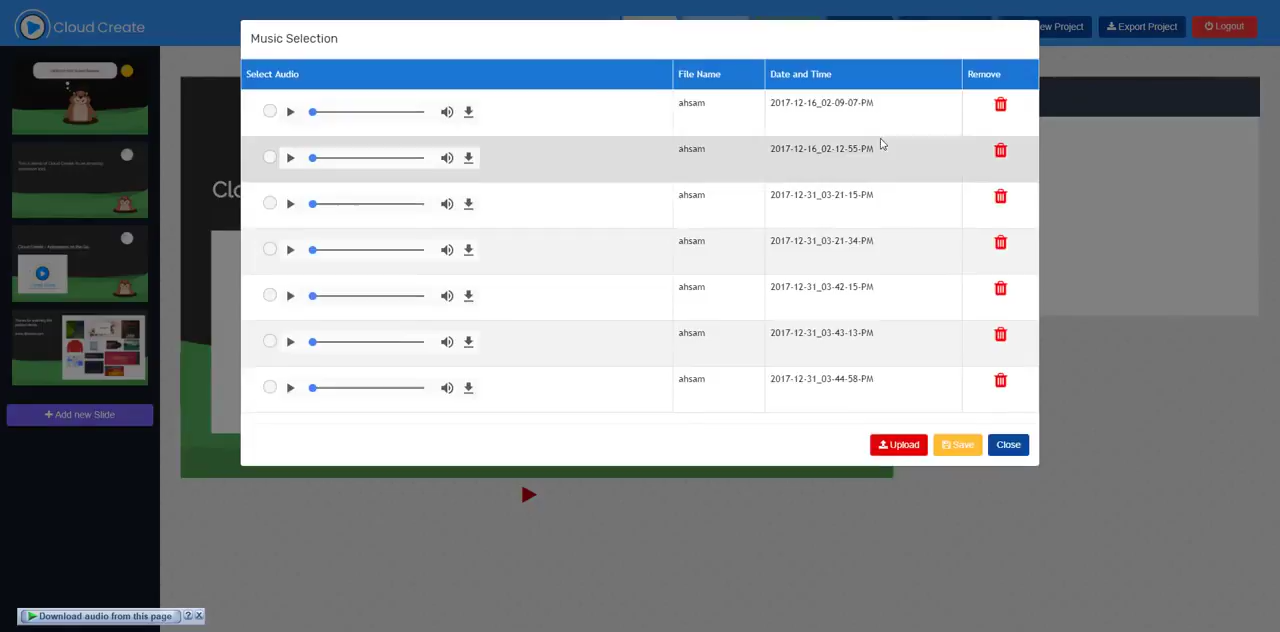 Cloud Create
ew Project
Export Project
Logout
Music Selection
Select Audio
File Name
Date and Time
Remove
ahsam
2017-12-16_02-09-07-PM
ahsam
2017-12-16_02-12-55-PM
ahsam
2017-12-31_03-21-15-PM
ahsam
2017-12-31_03-21-34-PM
ahsam
2017-12-31_03-42-15-PM
ahsam
2017-12-31_03-43-13-PM
ahsam
2017-12-31_03-44-58-PM
Upload
Save
Close
Clo
+ Add new Slide
Download audio from this page
? x